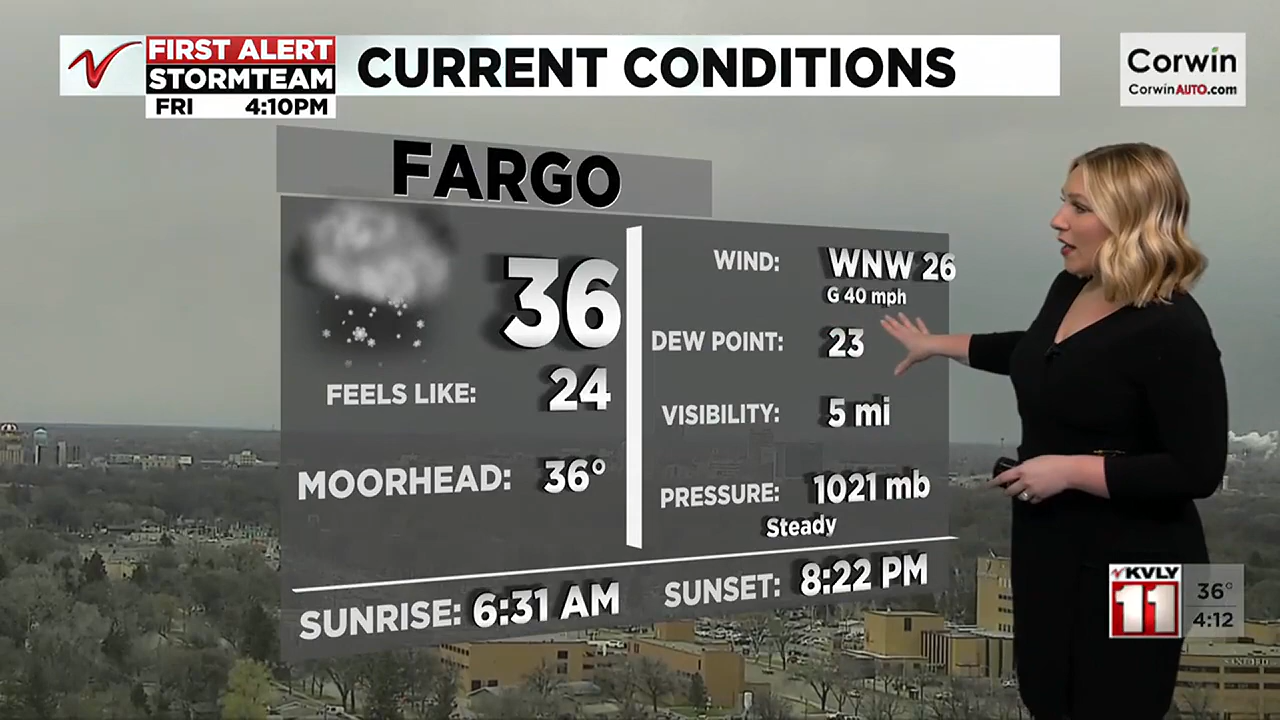 FIRST ALERT
STORMTEAM
FRI 4:10PM
CURRENT CONDITIONS
Corwin
CorwinAUTO.com
FARGO
36
FEELS LIKE: 24
MOORHEAD: 36°
WIND: WNW 26
G 40 mph
DEW POINT: 23
VISIBILITY: 5 mi
PRESSURE: 1021 mb
Steady
SUNRISE: 6:31 AM
SUNSET: 8:22 PM
KVLY
11
36°
4:12
SANFORD